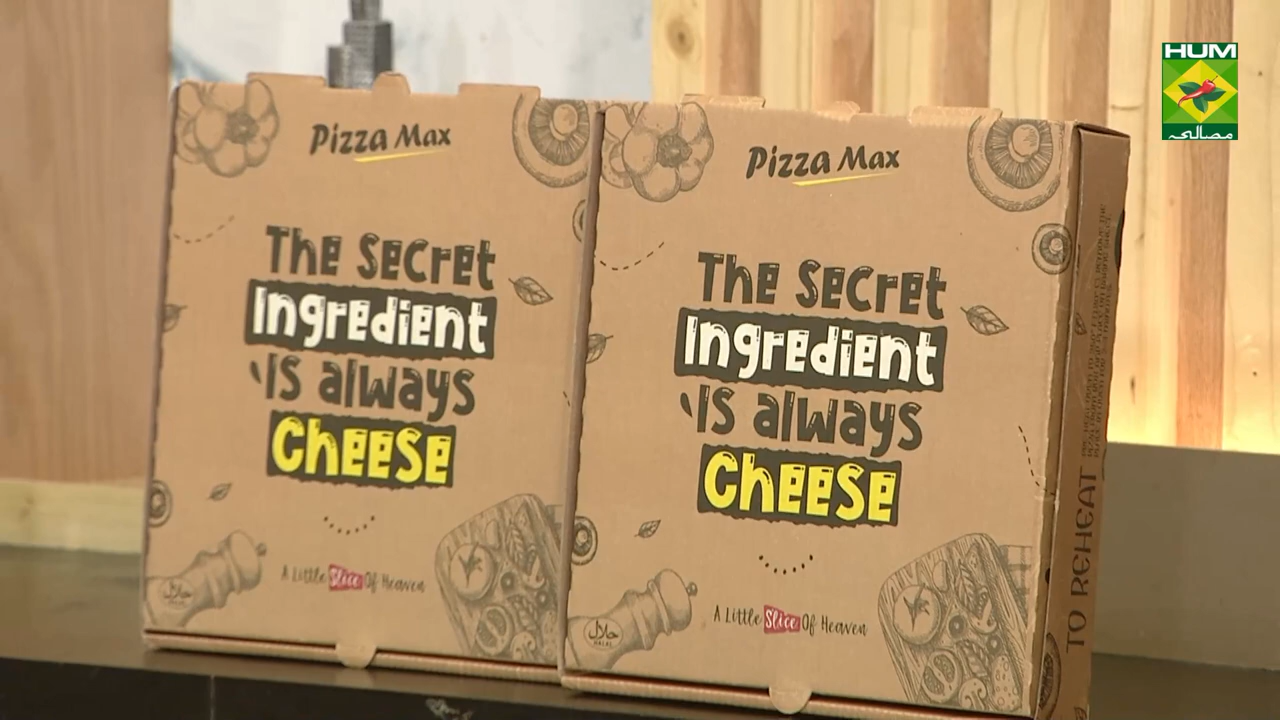 HUM
مصالحہ
Pizza Max
The Secret
Ingredient
is always
Cheese
A Little Slice Of Heaven
حلال
Pizza Max
The Secret
Ingredient
is always
Cheese
A Little Slice Of Heaven
حلال
HALAL
TO REHEAT